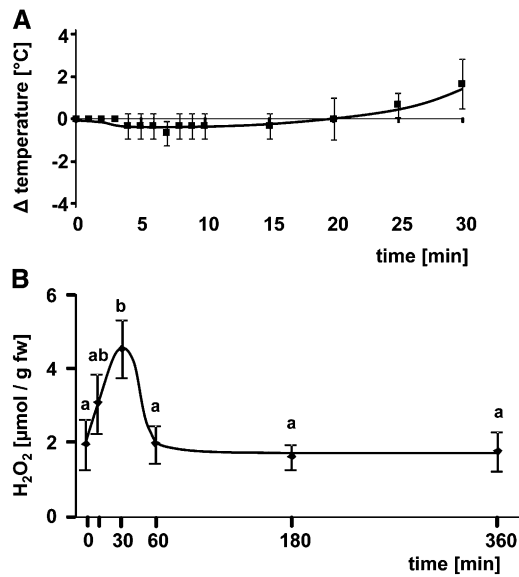 A
Δ temperature [°C]
4
2
0
-2
-4
0 5 10 15 20 25 30
time [min]
B
H₂O₂ [µmol / g fw]
6
4
2
0
a
ab
b
a
a
a
0 30 60 180 360
time [min]